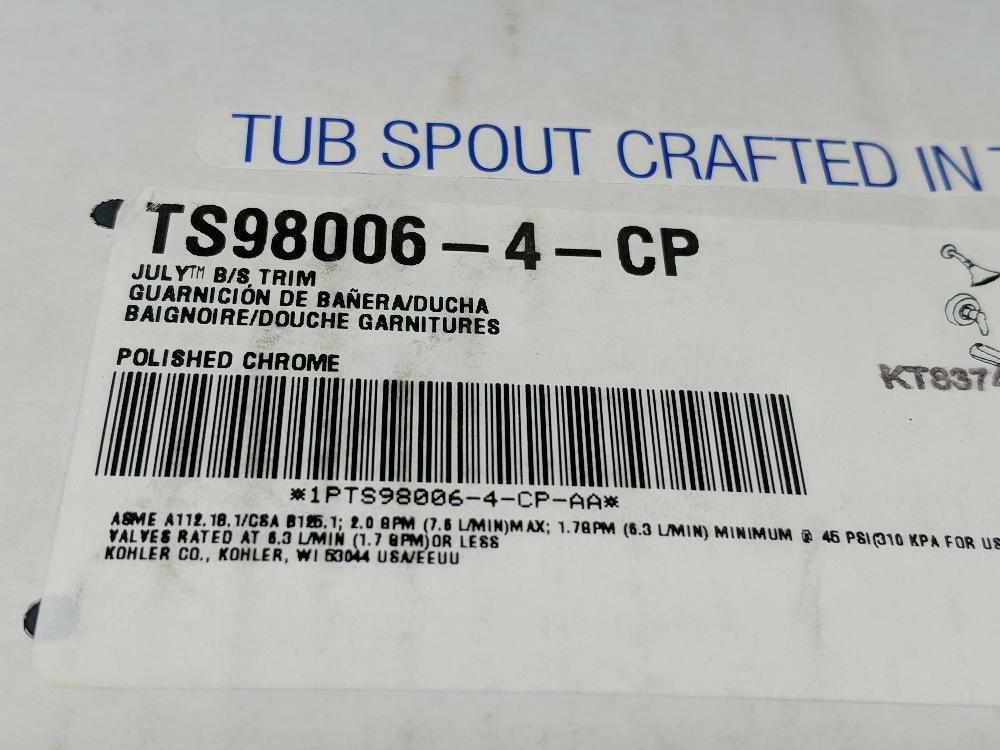 TUB SPOUT CRAFTED IN
TS98006-4-CP
JULY™ B/S TRIM
GUARNICIÓN DE BAÑERA/DUCHA
BAIGNOIRE/DOUCHE GARNITURES
POLISHED CHROME
KT8374
*1PTS98006-4-CP-AA*
ASME A112.18.1/CSA B125.1; 2.0 GPM (7.6 L/MIN)MAX; 1.7GPM (6.3 L/MIN) MINIMUM @ 45 PSI(310 KPA FOR US
VALVES RATED AT 6.3 L/MIN (1.7 GPM)OR LESS
KOHLER CO., KOHLER, WI 53044 USA/EEUU